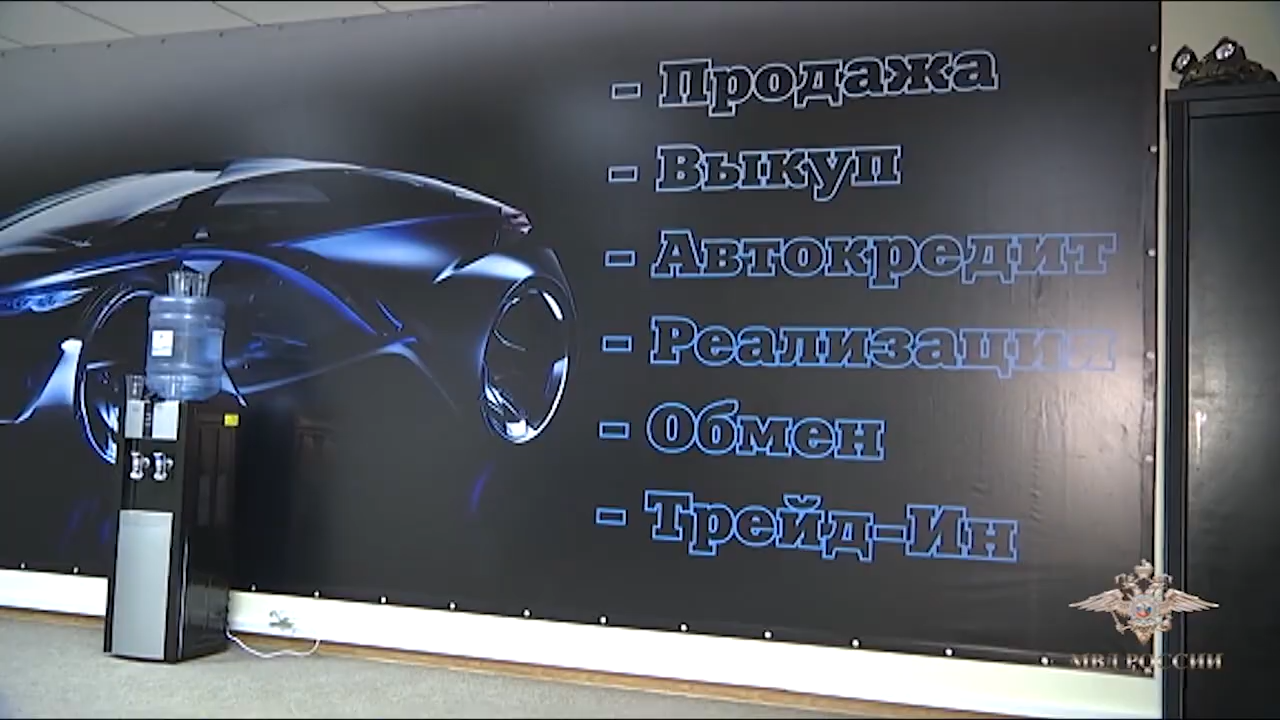 - Продажа
- Выкуп
- Автокредит
- Реализация
- Обмен
- Трейд-Ин
МВД РОССИИ